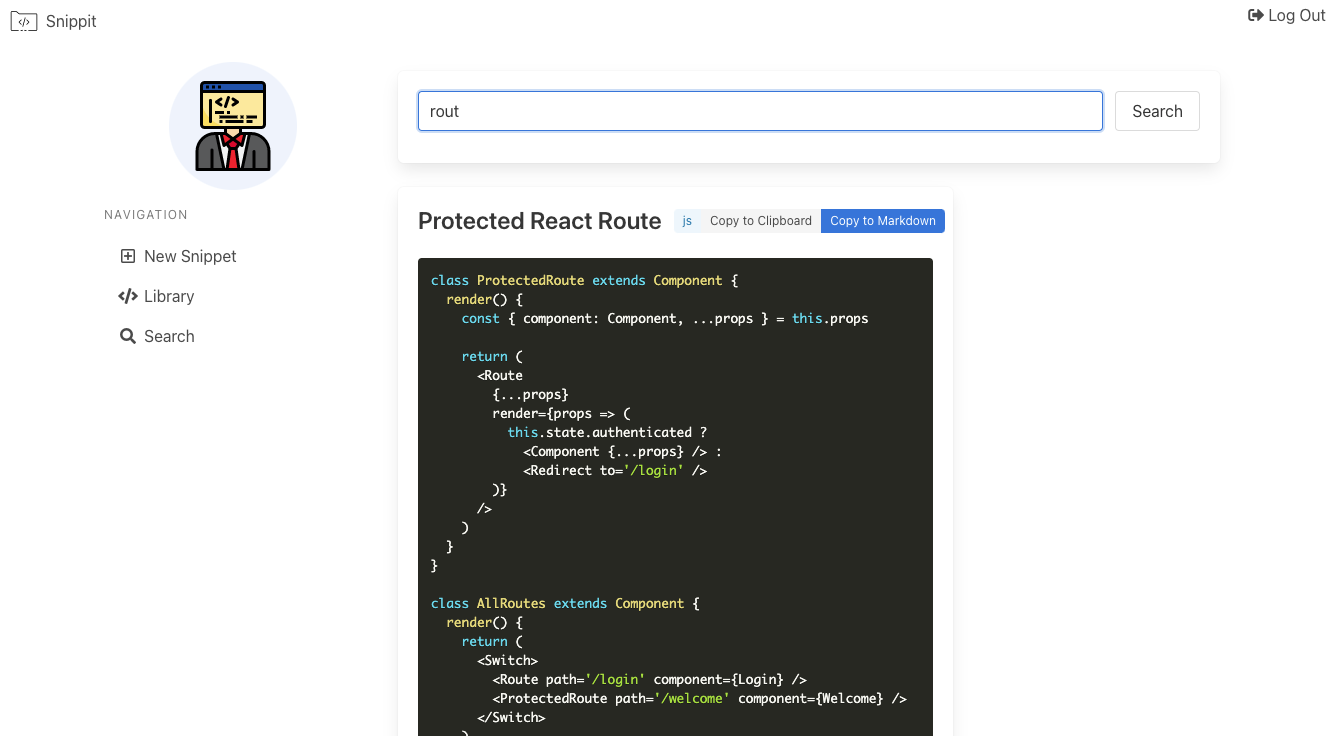 Snippit
Log Out
rout
Search
NAVIGATION
New Snippet
Library
Search
Protected React Route js Copy to Clipboard Copy to Markdown
class ProtectedRoute extends Component {
  render() {
    const { component: Component, ...props } = this.props

    return (
      <Route
        {...props}
        render={props => (
          this.state.authenticated ?
            <Component {...props} /> :
            <Redirect to='/login' />
        )}
      />
    )
  }
}

class AllRoutes extends Component {
  render() {
    return (
      <Switch>
        <Route path='/login' component={Login} />
        <ProtectedRoute path='/welcome' component={Welcome} />
      </Switch>
    )